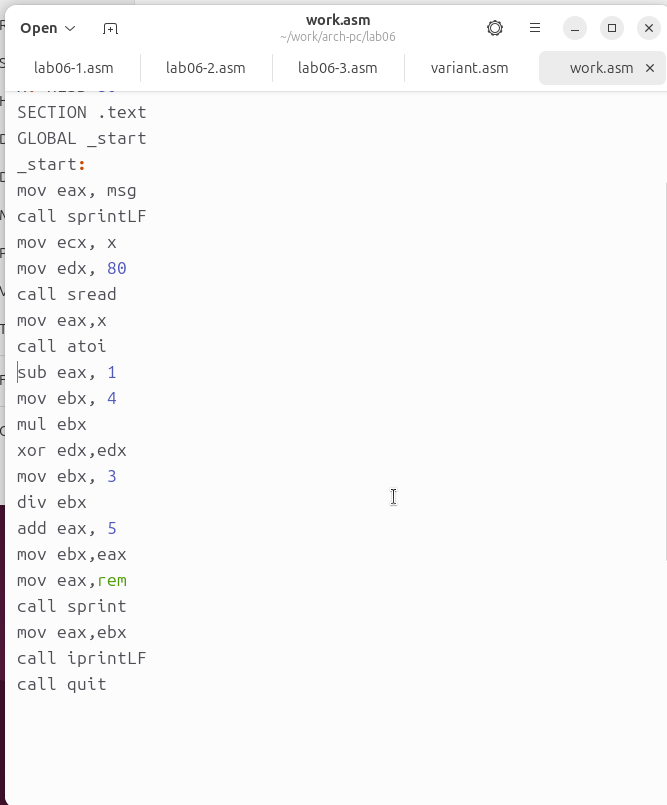 Open
work.asm
~/work/arch-pc/lab06
lab06-1.asm
lab06-2.asm
lab06-3.asm
variant.asm
work.asm
SECTION .text
GLOBAL _start
_start:
mov eax, msg
call sprintLF
mov ecx, x
mov edx, 80
call sread
mov eax,x
call atoi
sub eax, 1
mov ebx, 4
mul ebx
xor edx,edx
mov ebx, 3
div ebx
add eax, 5
mov ebx,eax
mov eax,rem
call sprint
mov eax,ebx
call iprintLF
call quit